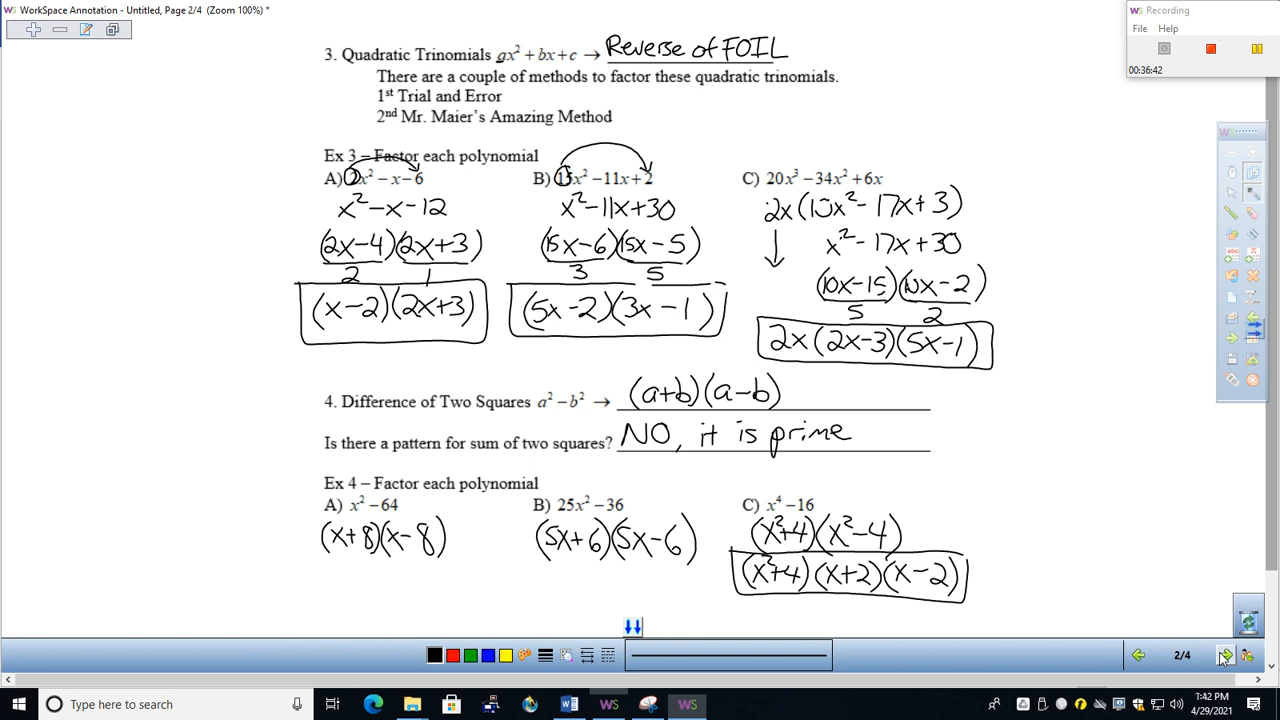 WorkSpace Annotation - Untitled, Page 2/4 (Zoom 100%) *
WS Recording
File Help
00:36:42
3. Quadratic Trinomials ax² + bx + c → Reverse of FOIL
There are a couple of methods to factor these quadratic trinomials.
1st Trial and Error
2nd Mr. Maier's Amazing Method
Ex 3 – Factor each polynomial
A) 2x² − x − 6 B) 15x² − 11x + 2 C) 20x³ − 34x² + 6x
x² − x − 12 x² − 11x + 30 2x(10x² − 17x + 3)
x² − 17x + 30
(2x − 4)(2x + 3) (15x − 6)(15x − 5)
2 1 3 5
(10x − 15)(10x − 2)
5 2
(x − 2)(2x + 3) (5x − 2)(3x − 1)
2x(2x − 3)(5x − 1)
4. Difference of Two Squares a² − b² → (a+b)(a−b)
Is there a pattern for sum of two squares? NO, it is prime
Ex 4 – Factor each polynomial
A) x² − 64 B) 25x² − 36 C) x⁴ − 16
(x+8)(x−8) (5x+6)(5x−6) (x²+4)(x²−4)
(x²+4)(x+2)(x−2)
2/4
Type here to search
7:42 PM
4/29/2021